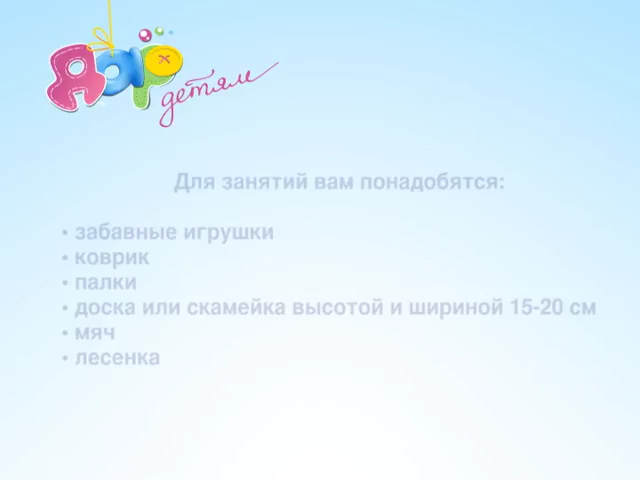 Яой
детям
Для занятий вам понадобятся:
• забавные игрушки
• коврик
• палки
• доска или скамейка высотой и шириной 15-20 см
• мяч
• лесенка